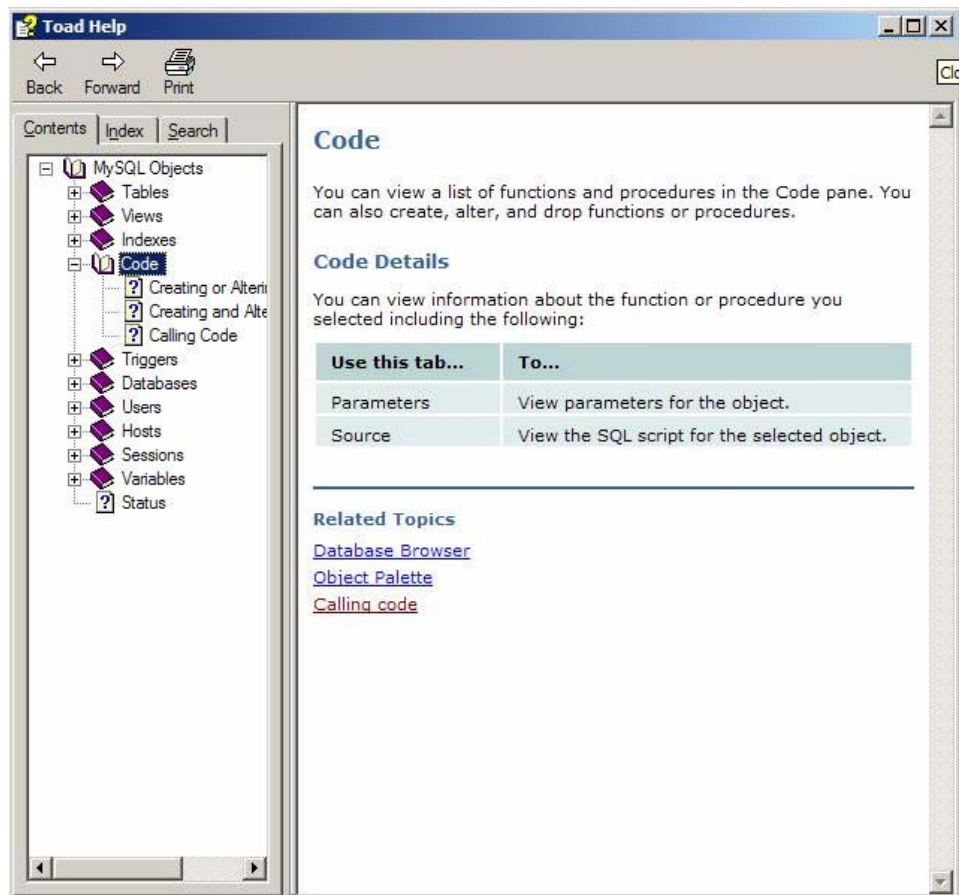 Toad Help
Back Forward Print
Contents Index Search
MySQL Objects
Tables
Views
Indexes
Code
Creating or
Creating and
Calling Code
Triggers
Databases
Users
Hosts
Sessions
Variables
Status
Code
You can view a list of functions and procedures in the Code pane. You
can also create, alter, and drop functions or procedures.
Code Details
You can view information about the function or procedure you
selected including the following:
Use this tab... To...
Parameters View parameters for the object.
Source View the SQL script for the selected object.
Related Topics
Database Browser
Object Palette
Calling code